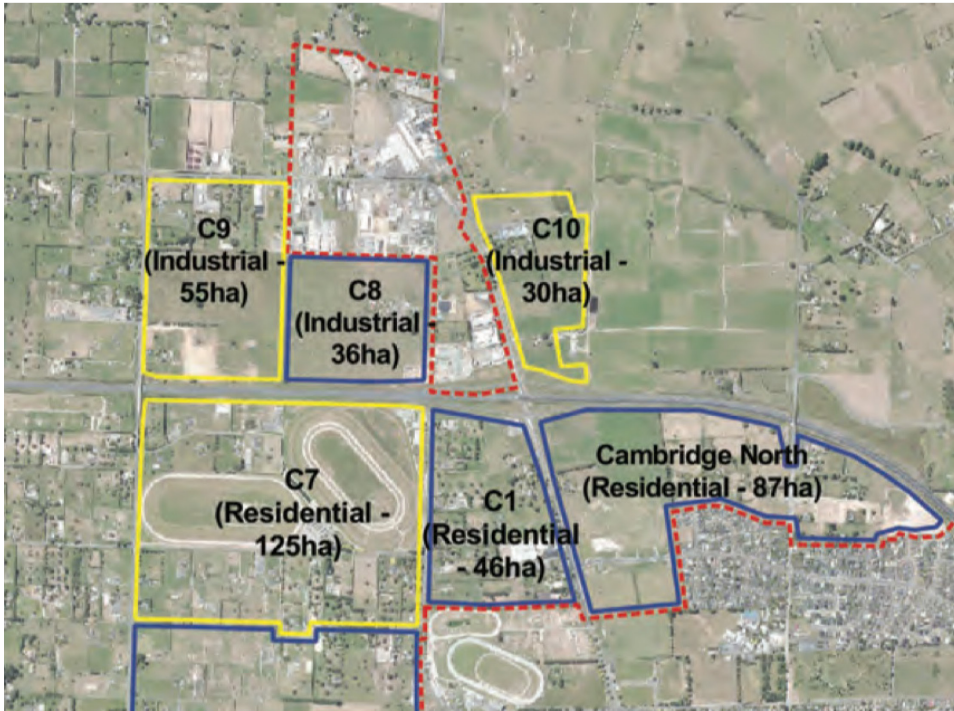 C9
(Industrial -
55ha)
C8
(Industrial -
36ha)
C10
(Industrial -
30ha)
C7
(Residential -
125ha)
C1
(Residential
- 46ha)
Cambridge North
(Residential - 87ha)